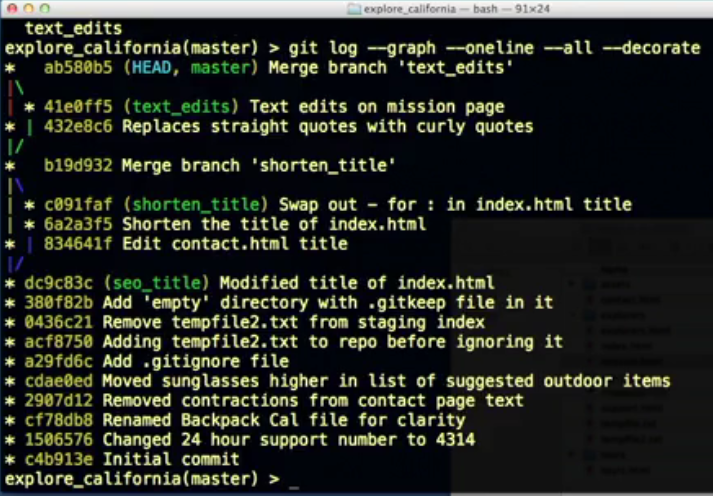 explore_california — bash — 91×24
text_edits
explore_california(master) > git log --graph --oneline --all --decorate
*   ab580b5 (HEAD, master) Merge branch 'text_edits'
|\
| * 41e0ff5 (text_edits) Text edits on mission page
* | 432e8c6 Replaces straight quotes with curly quotes
|/
*   b19d932 Merge branch 'shorten_title'
|\
| * c091faf (shorten_title) Swap out - for : in index.html title
| * 6a2a3f5 Shorten the title of index.html
* | 834641f Edit contact.html title
|/
* dc9c83c (seo_title) Modified title of index.html
* 380f82b Add 'empty' directory with .gitkeep file in it
* 0436c21 Remove tempfile2.txt from staging index
* acf8750 Adding tempfile2.txt to repo before ignoring it
* a29fd6c Add .gitignore file
* cdae0ed Moved sunglasses higher in list of suggested outdoor items
* 2907d12 Removed contractions from contact page text
* cf78db8 Renamed Backpack Cal file for clarity
* 1506576 Changed 24 hour support number to 4314
* c4b913e Initial commit
explore_california(master) > _